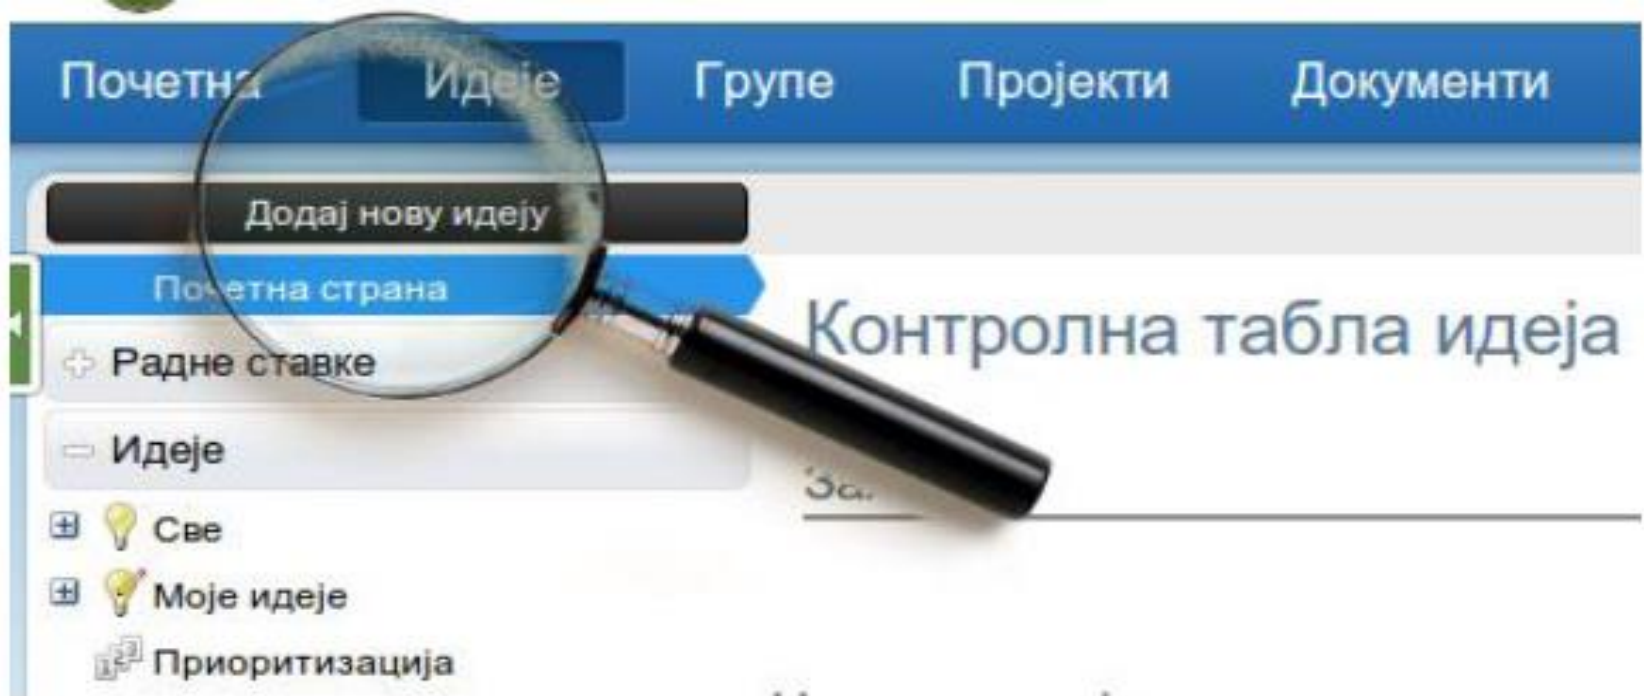 Почетна Идеје Групе Пројекти Документи
Додај нову идеју
Почетна страна
Радне ставке
Контролна табла идеја
Идеје
Све
Моје идеје
Приоритизација